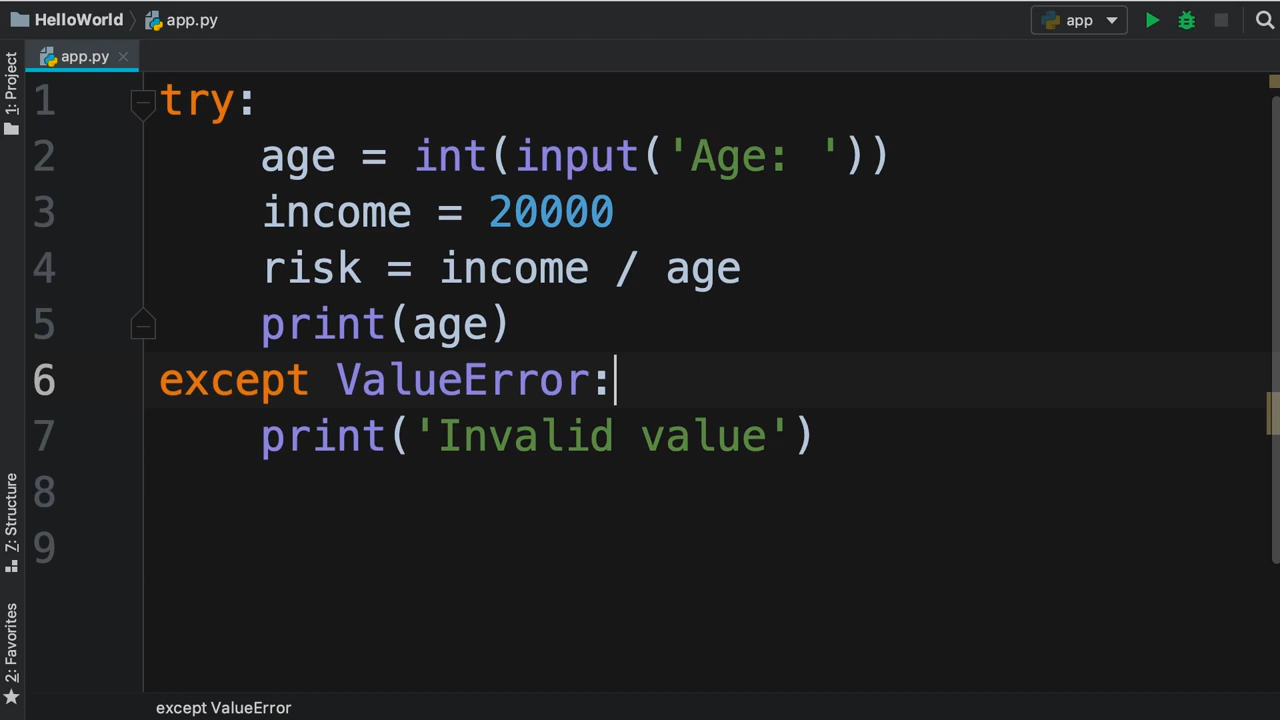 HelloWorld app.py app
app.py
1: Project
1 try:
2 age = int(input('Age: '))
3 income = 20000
4 risk = income / age
5 print(age)
6 except ValueError:
7 print('Invalid value')
8
9
7: Structure
2: Favorites
except ValueError